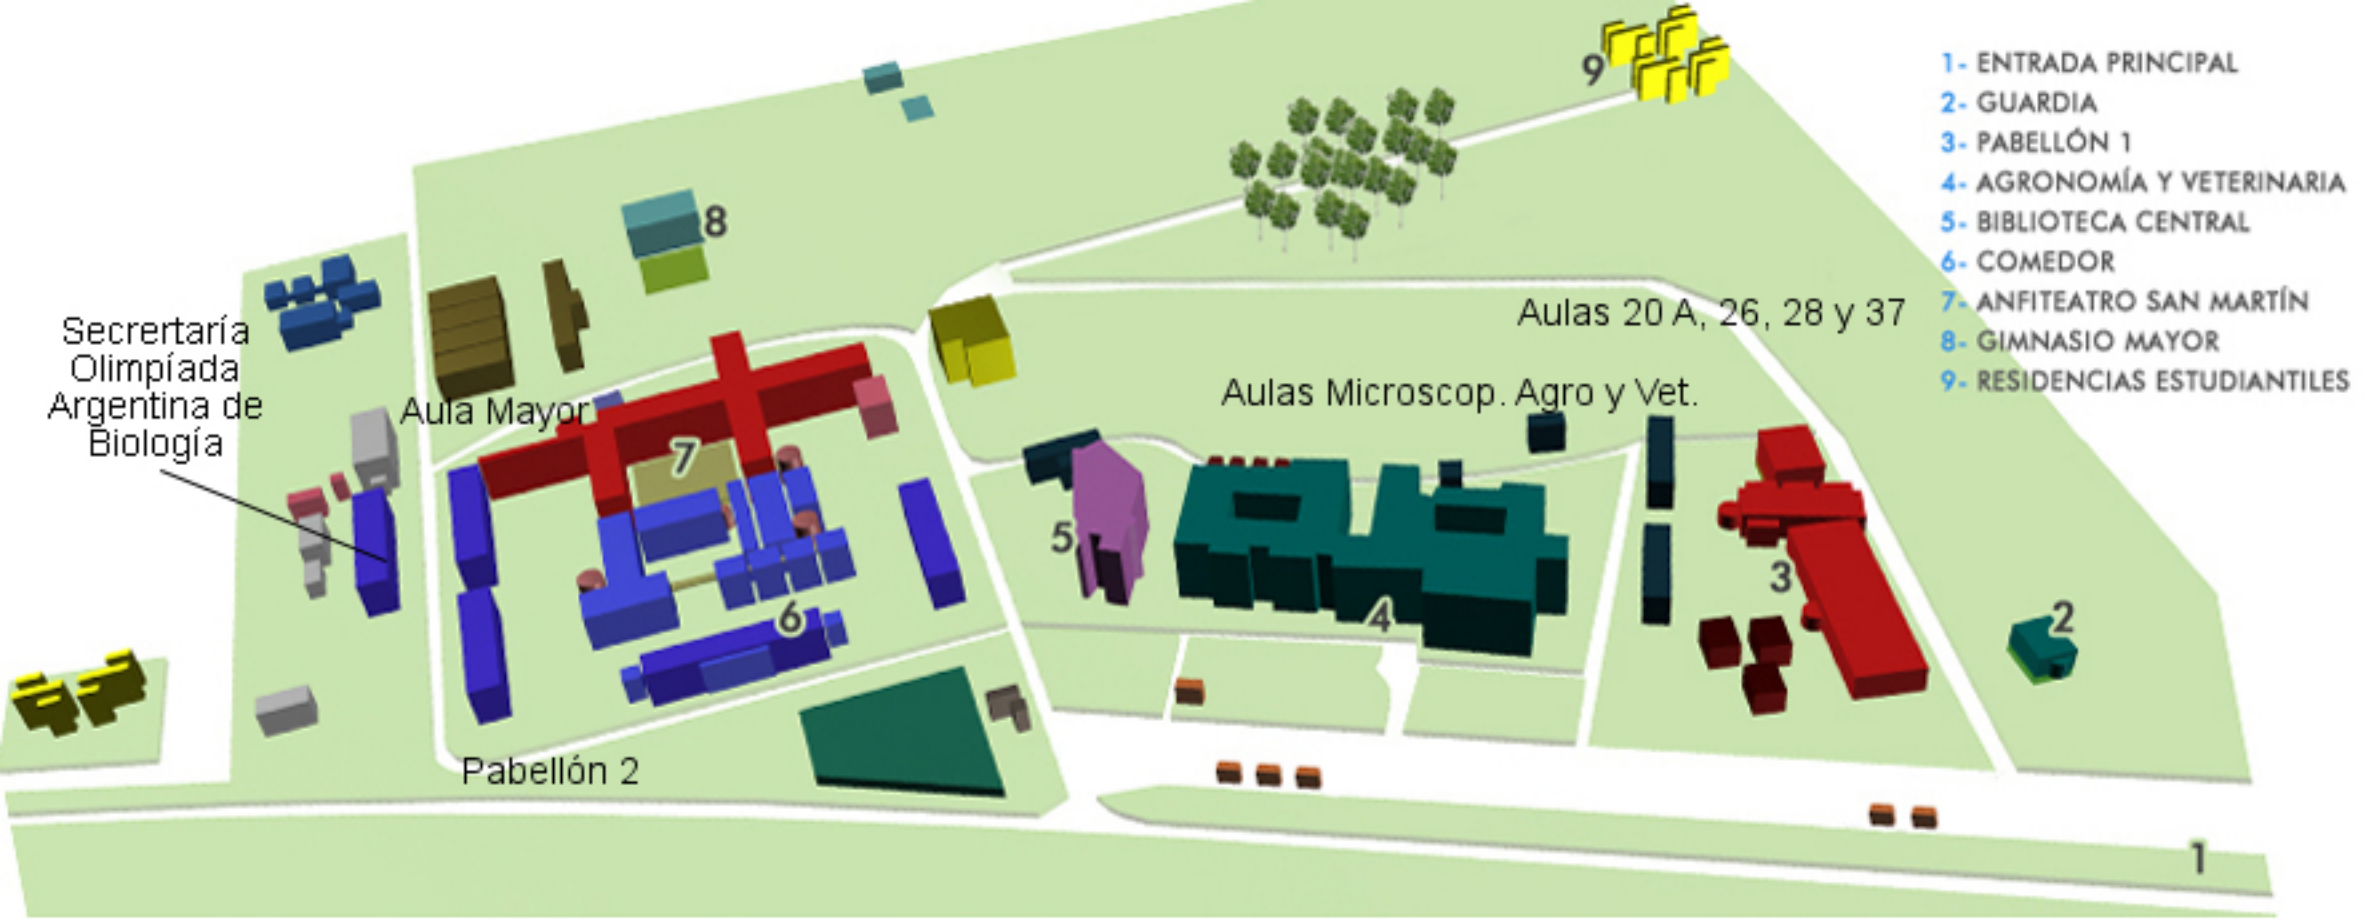 9
1- ENTRADA PRINCIPAL
2- GUARDIA
3- PABELLÓN 1
4- AGRONOMÍA Y VETERINARIA
5- BIBLIOTECA CENTRAL
6- COMEDOR
7- ANFITEATRO SAN MARTÍN
8- GIMNASIO MAYOR
9- RESIDENCIAS ESTUDIANTILES
8
Aulas 20 A, 26, 28 y 37
Secrertaría
Olimpíada
Argentina de
Biología
Aula Mayor
Aulas Microscop. Agro y Vet.
7
5
3
6
4
2
Pabellón 2
1